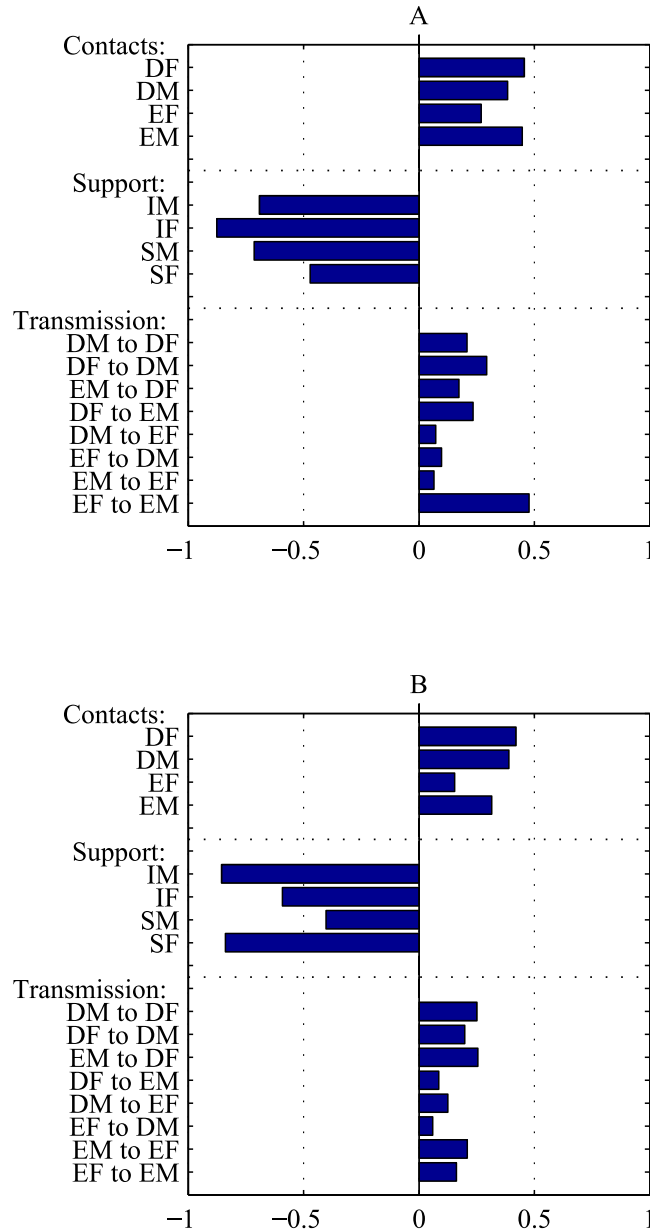 A
Contacts:
DF
DM
EF
EM
Support:
IM
IF
SM
SF
Transmission:
DM to DF
DF to DM
EM to DF
DF to EM
DM to EF
EF to DM
EM to EF
EF to EM
−1 −0.5 0 0.5 1
B
Contacts:
DF
DM
EF
EM
Support:
IM
IF
SM
SF
Transmission:
DM to DF
DF to DM
EM to DF
DF to EM
DM to EF
EF to DM
EM to EF
EF to EM
−1 −0.5 0 0.5 1